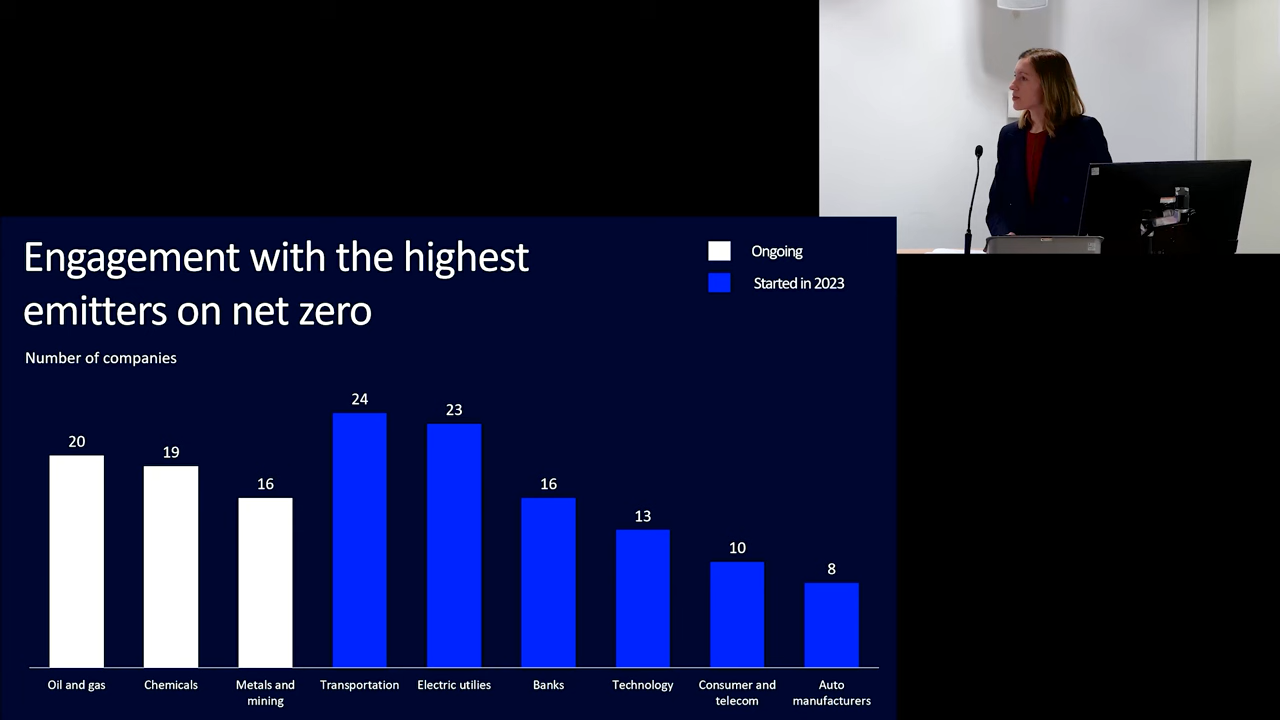 Engagement with the highest
emitters on net zero
Number of companies
Ongoing
Started in 2023
20
19
16
24
23
16
13
10
8
Oil and gas
Chemicals
Metals and
mining
Transportation
Electric utilies
Banks
Technology
Consumer and
telecom
Auto
manufacturers